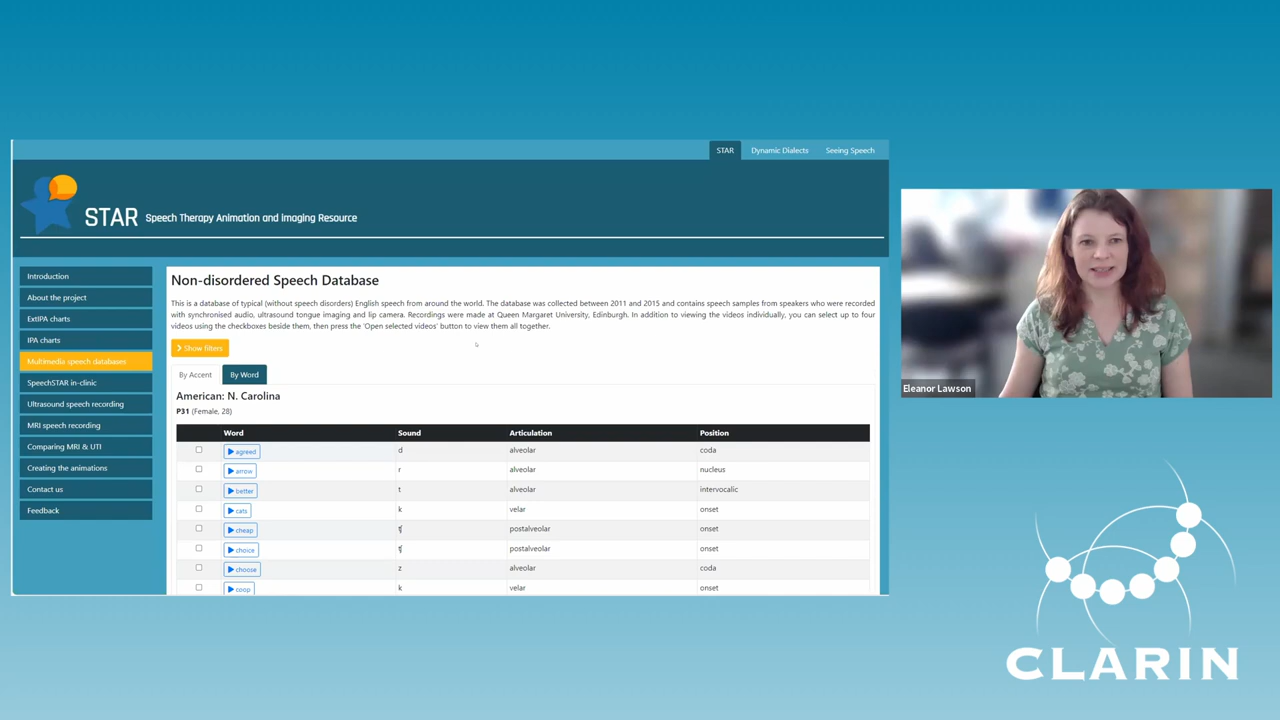 STAR Dynamic Dialects Seeing Speech
STAR Speech Therapy Animation and Imaging Resource
Introduction
About the project
ExtIPA charts
IPA charts
Multimedia speech databases
SpeechSTAR in-clinic
Ultrasound speech recording
MRI speech recording
Comparing MRI & UTI
Creating the animations
Contact us
Feedback
Non-disordered Speech Database
This is a database of typical (without speech disorders) English speech from around the world. The database was collected between 2011 and 2015 and contains speech samples from speakers who were recorded
with synchronised audio, ultrasound tongue imaging and lip camera. Recordings were made at Queen Margaret University, Edinburgh. In addition to viewing the videos individually, you can select up to four
videos using the checkboxes beside them, then press the 'Open selected videos' button to view them all together.
Show filters
By Accent By Word
American: N. Carolina
P31 (Female, 28)
Word Sound Articulation Position
agreed d alveolar coda
arrow r alveolar nucleus
better t alveolar intervocalic
cats k velar onset
cheap tʃ postalveolar onset
choice tʃ postalveolar onset
choose z alveolar coda
coop k velar onset
Eleanor Lawson
CLARIN